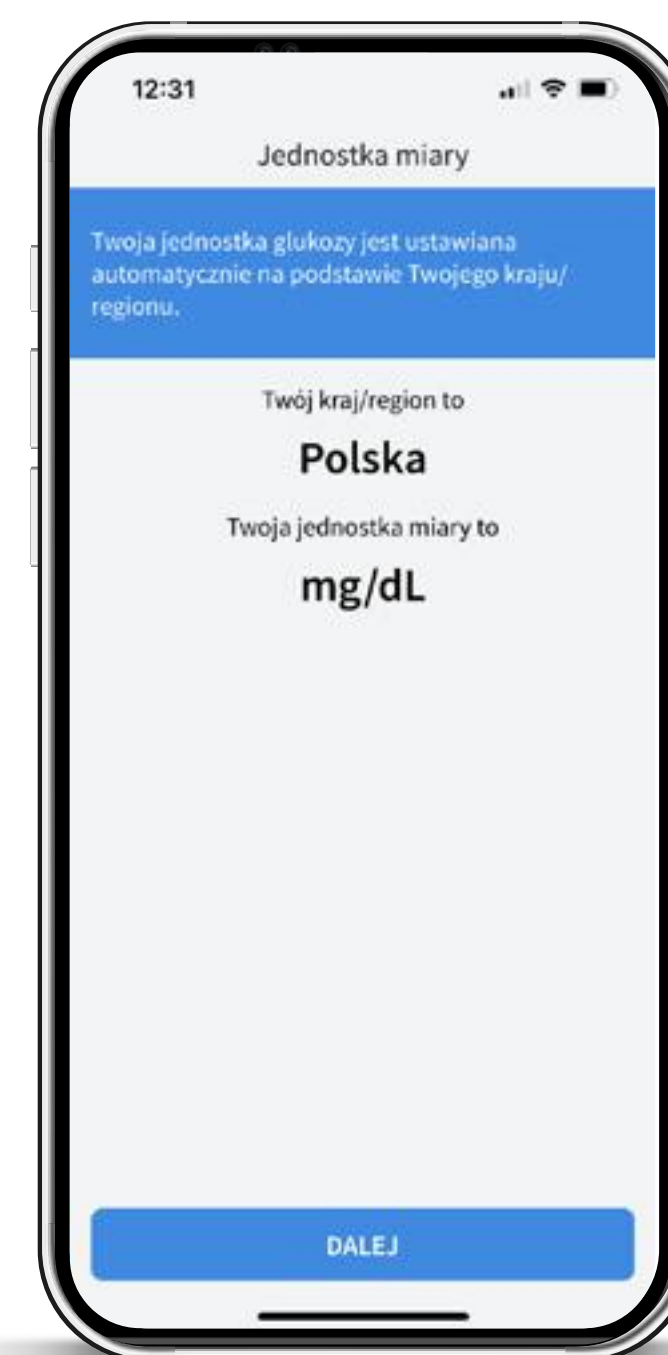 12:31
Jednostka miary
Twoja jednostka glukozy jest ustawiana
automatycznie na podstawie Twojego kraju/
regionu.
Twój kraj/region to
Polska
Twoja jednostka miary to
mg/dL
DALEJ